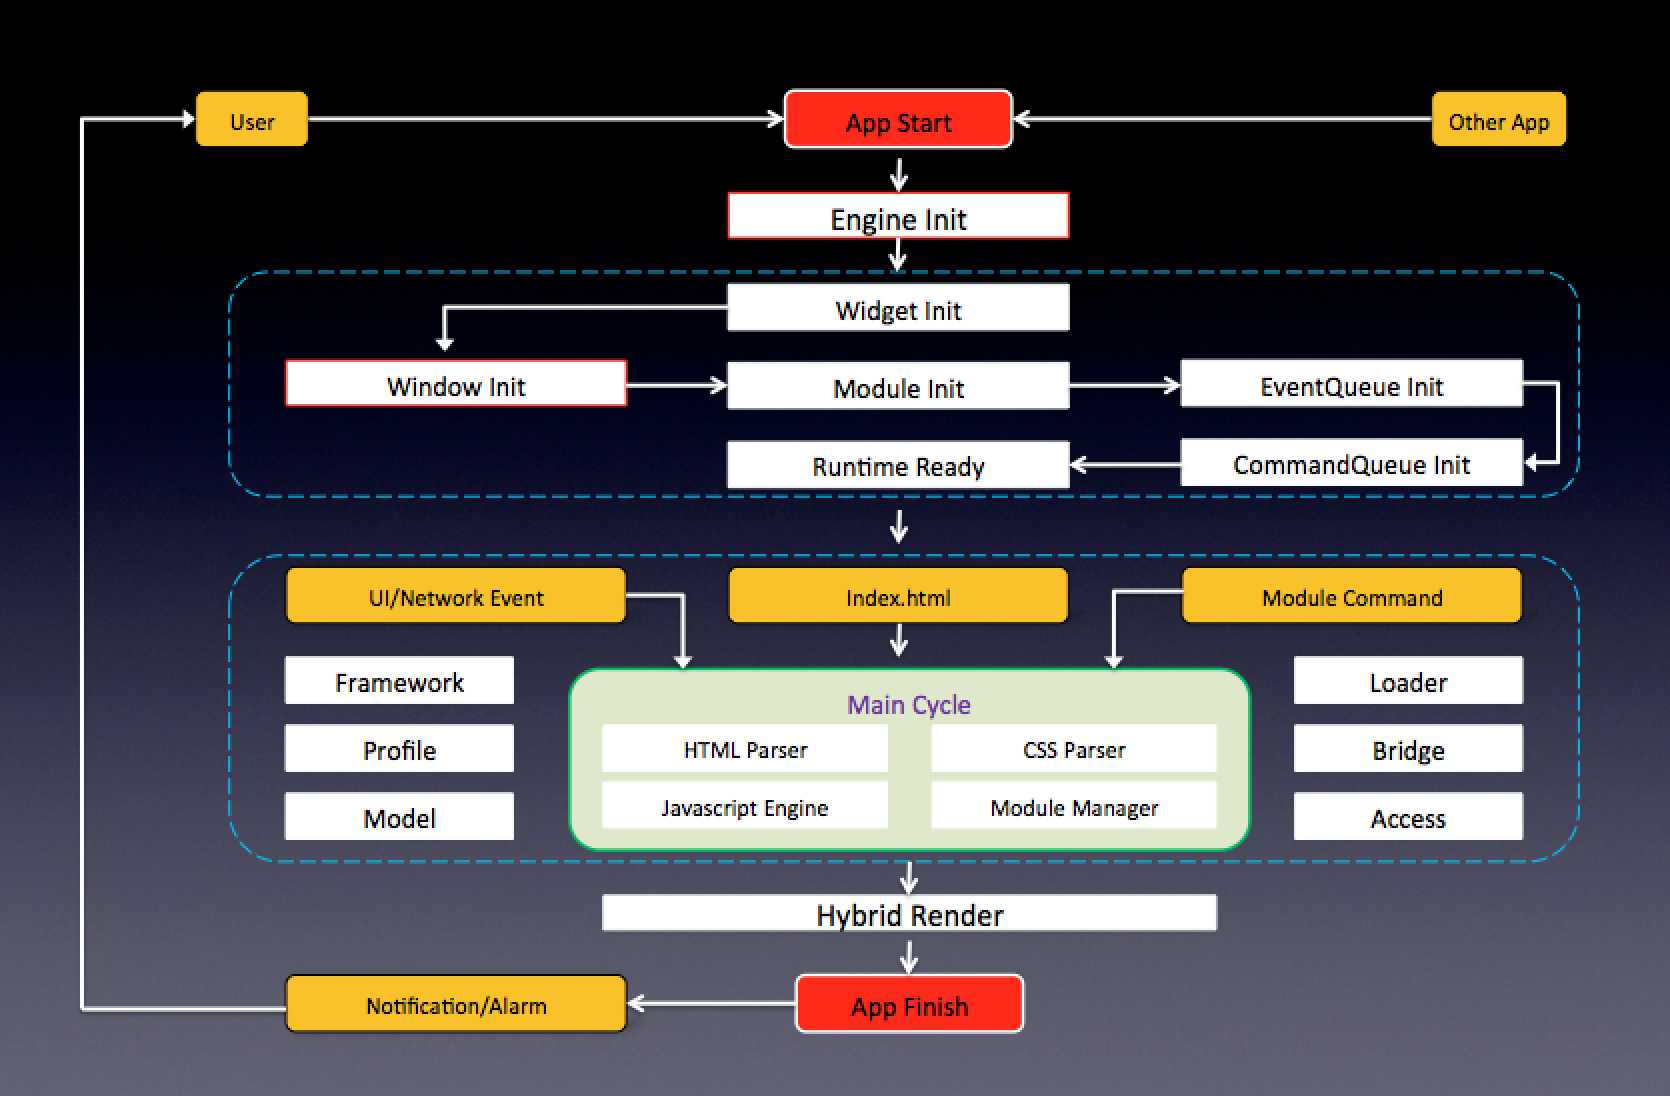 User
App Start
Other App
Engine Init
Widget Init
Window Init
Module Init
EventQueue Init
Runtime Ready
CommandQueue Init
UI/Network Event
Index.html
Module Command
Framework
Profile
Model
Main Cycle
HTML Parser
CSS Parser
Javascript Engine
Module Manager
Loader
Bridge
Access
Hybrid Render
Notification/Alarm
App Finish